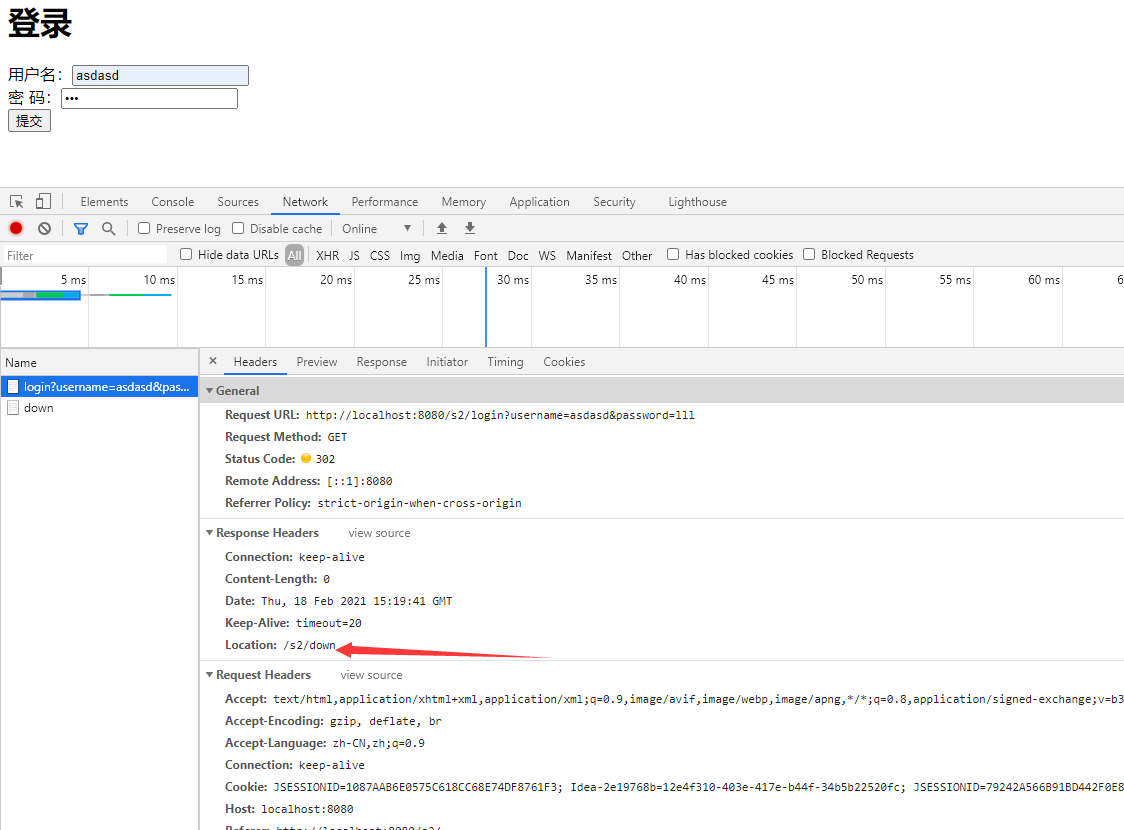 登录
用户名： asdasd
密 码： •••
提交
Elements Console Sources Network Performance Memory Application Security Lighthouse
Preserve log Disable cache Online ▼
Filter Hide data URLs All XHR JS CSS Img Media Font Doc WS Manifest Other Has blocked cookies Blocked Requests
5 ms 10 ms 15 ms 20 ms 25 ms 30 ms 35 ms 40 ms 45 ms 50 ms 55 ms 60 ms 6
Name × Headers Preview Response Initiator Timing Cookies
login?username=asdasd&pas...
down
▼General
Request URL: http://localhost:8080/s2/login?username=asdasd&password=lll
Request Method: GET
Status Code: 302
Remote Address: [::1]:8080
Referrer Policy: strict-origin-when-cross-origin
▼Response Headers view source
Connection: keep-alive
Content-Length: 0
Date: Thu, 18 Feb 2021 15:19:41 GMT
Keep-Alive: timeout=20
Location: /s2/down
▼Request Headers view source
Accept: text/html,application/xhtml+xml,application/xml;q=0.9,image/avif,image/webp,image/apng,*/*;q=0.8,application/signed-exchange;v=b3
Accept-Encoding: gzip, deflate, br
Accept-Language: zh-CN,zh;q=0.9
Connection: keep-alive
Cookie: JSESSIONID=1087AAB6E0575C618CC68E74DF8761F3; Idea-2e19768b=12e4f310-403e-417e-b44f-34b5b22520fc; JSESSIONID=79242A566B91BD442F0E8
Host: localhost:8080
Referer: http://localhost:8080/s2/